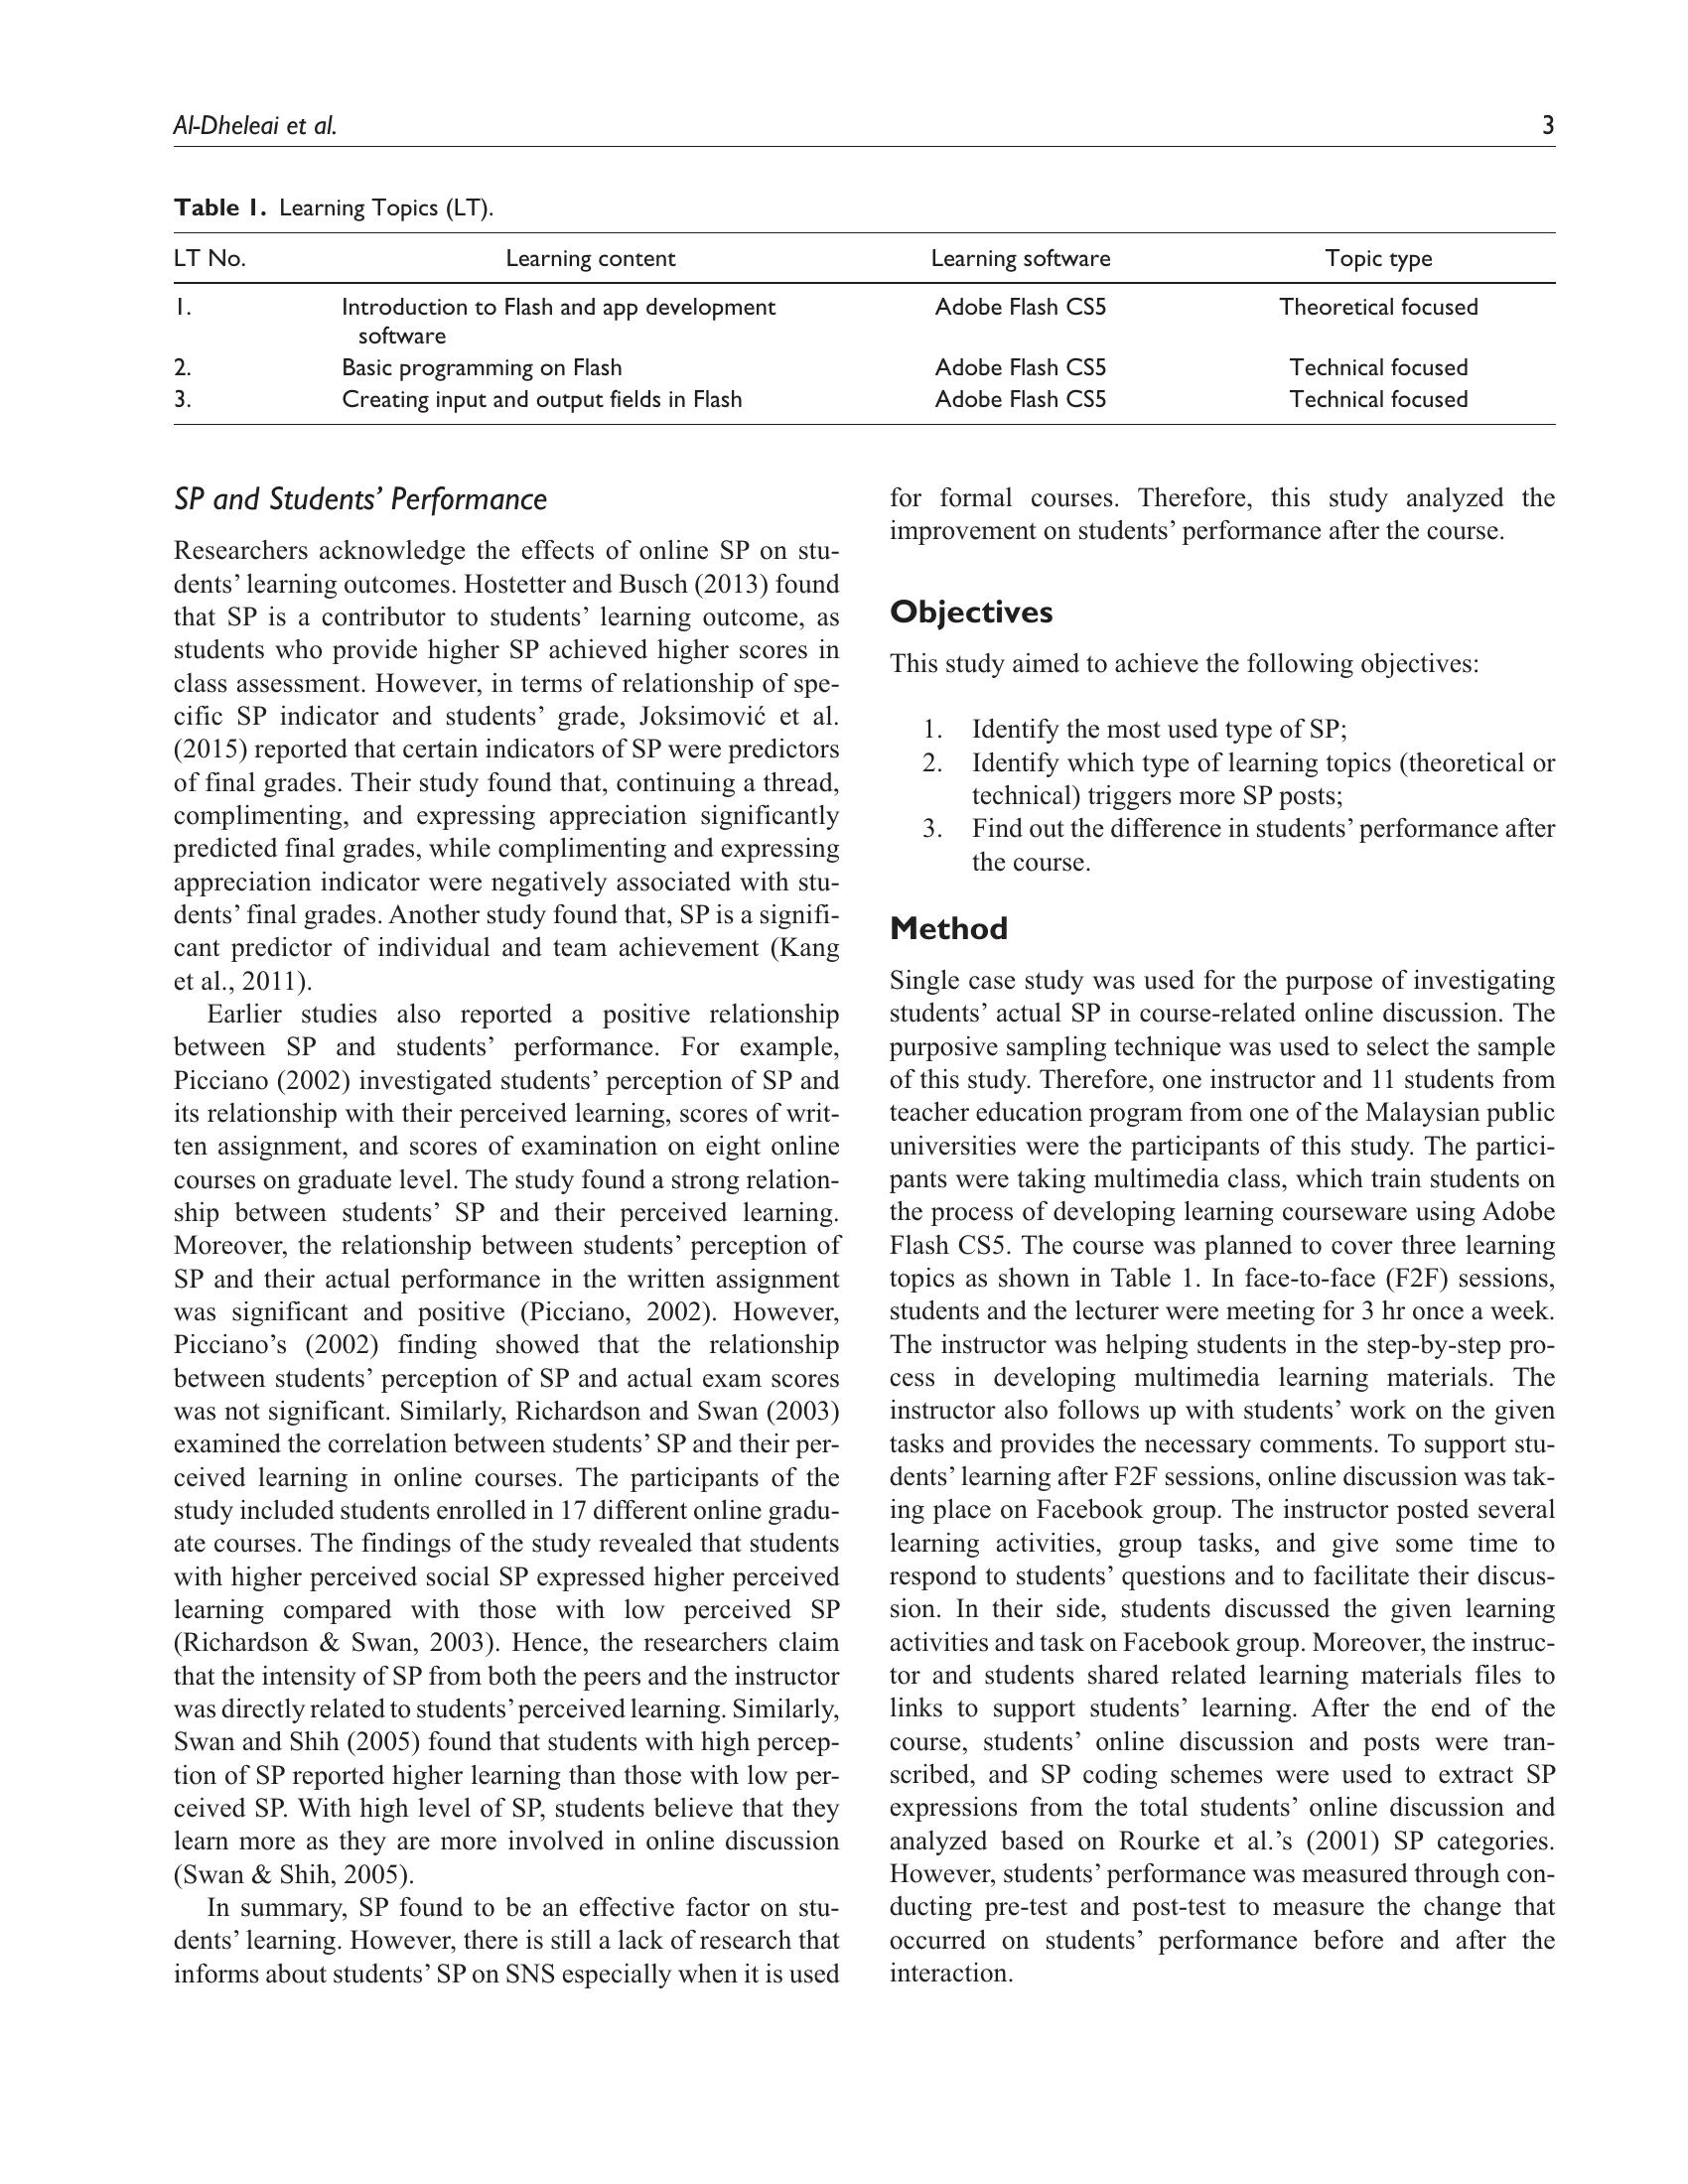 Al-Dheleai et al.
3
Table 1. Learning Topics (LT).
LT No. Learning content Learning software Topic type
1. Introduction to Flash and app development Adobe Flash CS5 Theoretical focused
software
2. Basic programming on Flash Adobe Flash CS5 Technical focused
3. Creating input and output fields in Flash Adobe Flash CS5 Technical focused
SP and Students’ Performance
Researchers acknowledge the effects of online SP on stu-
dents’ learning outcomes. Hostetter and Busch (2013) found
that SP is a contributor to students’ learning outcome, as
students who provide higher SP achieved higher scores in
class assessment. However, in terms of relationship of spe-
cific SP indicator and students’ grade, Joksimović et al.
(2015) reported that certain indicators of SP were predictors
of final grades. Their study found that, continuing a thread,
complimenting, and expressing appreciation significantly
predicted final grades, while complimenting and expressing
appreciation indicator were negatively associated with stu-
dents’ final grades. Another study found that, SP is a signifi-
cant predictor of individual and team achievement (Kang
et al., 2011).
Earlier studies also reported a positive relationship
between SP and students’ performance. For example,
Picciano (2002) investigated students’ perception of SP and
its relationship with their perceived learning, scores of writ-
ten assignment, and scores of examination on eight online
courses on graduate level. The study found a strong relation-
ship between students’ SP and their perceived learning.
Moreover, the relationship between students’ perception of
SP and their actual performance in the written assignment
was significant and positive (Picciano, 2002). However,
Picciano’s (2002) finding showed that the relationship
between students’ perception of SP and actual exam scores
was not significant. Similarly, Richardson and Swan (2003)
examined the correlation between students’ SP and their per-
ceived learning in online courses. The participants of the
study included students enrolled in 17 different online gradu-
ate courses. The findings of the study revealed that students
with higher perceived social SP expressed higher perceived
learning compared with those with low perceived SP
(Richardson & Swan, 2003). Hence, the researchers claim
that the intensity of SP from both the peers and the instructor
was directly related to students’ perceived learning. Similarly,
Swan and Shih (2005) found that students with high percep-
tion of SP reported higher learning than those with low per-
ceived SP. With high level of SP, students believe that they
learn more as they are more involved in online discussion
(Swan & Shih, 2005).
In summary, SP found to be an effective factor on stu-
dents’ learning. However, there is still a lack of research that
informs about students’ SP on SNS especially when it is used
for formal courses. Therefore, this study analyzed the
improvement on students’ performance after the course.
Objectives
This study aimed to achieve the following objectives:
1. Identify the most used type of SP;
2. Identify which type of learning topics (theoretical or
technical) triggers more SP posts;
3. Find out the difference in students’ performance after
the course.
Method
Single case study was used for the purpose of investigating
students’ actual SP in course-related online discussion. The
purposive sampling technique was used to select the sample
of this study. Therefore, one instructor and 11 students from
teacher education program from one of the Malaysian public
universities were the participants of this study. The partici-
pants were taking multimedia class, which train students on
the process of developing learning courseware using Adobe
Flash CS5. The course was planned to cover three learning
topics as shown in Table 1. In face-to-face (F2F) sessions,
students and the lecturer were meeting for 3 hr once a week.
The instructor was helping students in the step-by-step pro-
cess in developing multimedia learning materials. The
instructor also follows up with students’ work on the given
tasks and provides the necessary comments. To support stu-
dents’ learning after F2F sessions, online discussion was tak-
ing place on Facebook group. The instructor posted several
learning activities, group tasks, and give some time to
respond to students’ questions and to facilitate their discus-
sion. In their side, students discussed the given learning
activities and task on Facebook group. Moreover, the instruc-
tor and students shared related learning materials files to
links to support students’ learning. After the end of the
course, students’ online discussion and posts were tran-
scribed, and SP coding schemes were used to extract SP
expressions from the total students’ online discussion and
analyzed based on Rourke et al.’s (2001) SP categories.
However, students’ performance was measured through con-
ducting pre-test and post-test to measure the change that
occurred on students’ performance before and after the
interaction.